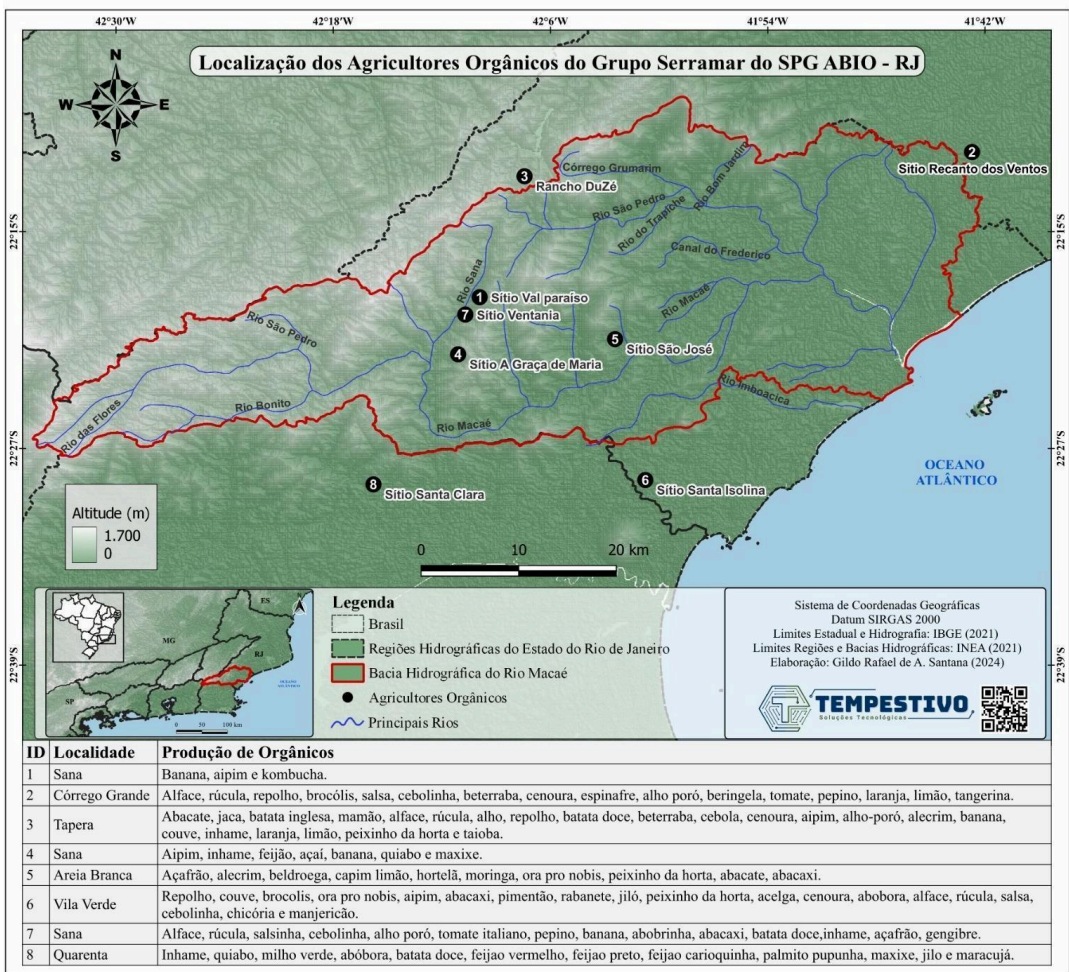 42°30'W 42°18'W 42°6'W 41°54'W 41°42'W
Localização dos Agricultores Orgânicos do Grupo Serramar do SPG ABIO - RJ
N
W E
S
22°15'S 22°15'S
22°27'S 22°27'S
22°39'S 22°39'S
2
Sítio Recanto dos Ventos
Córrego Grumarim
3
Rancho DuZé
Rio Bom Jardim
Rio São Pedro
Rio do Trapiche
Canal do Frederico
Rio Sana
1 Sítio Val paraíso
7 Sítio Ventania
Rio Macaé
Rio São Pedro
5
Sítio São José
4
Sítio A Graça de Maria
Rio Imboacica
Rio das Flores
Rio Bonito
Rio Macaé
OCEANO
ATLÂNTICO
8
Sítio Santa Clara
6
Sítio Santa Isolina
Altitude (m)
1.700
0
0 10 20 km
ES
MG
RJ
SP
OCEANO
ATLÂNTICO
0 50 100 km
Legenda
Brasil
Regiões Hidrográficas do Estado do Rio de Janeiro
Bacia Hidrográfica do Rio Macaé
Agricultores Orgânicos
Principais Rios
Sistema de Coordenadas Geográficas
Datum SIRGAS 2000
Limites Estadual e Hidrografia: IBGE (2021)
Limites Regiões e Bacias Hidrográficas: INEA (2021)
Elaboração: Gildo Rafael de A. Santana (2024)
TEMPESTIVO
Soluções Tecnológicas
ID Localidade Produção de Orgânicos
1 Sana Banana, aipim e kombucha.
2 Córrego Grande Alface, rúcula, repolho, brocólis, salsa, cebolinha, beterraba, cenoura, espinafre, alho poró, beringela, tomate, pepino, laranja, limão, tangerina.
3 Tapera Abacate, jaca, batata inglesa, mamão, alface, rúcula, alho, repolho, batata doce, beterraba, cebola, cenoura, aipim, alho-poró, alecrim, banana,
couve, inhame, laranja, limão, peixinho da horta e taioba.
4 Sana Aipim, inhame, feijão, açaí, banana, quiabo e maxixe.
5 Areia Branca Açafrão, alecrim, beldroega, capim limão, hortelã, moringa, ora pro nobis, peixinho da horta, abacate, abacaxi.
6 Vila Verde Repolho, couve, brocolis, ora pro nobis, aipim, abacaxi, pimentão, rabanete, jiló, peixinho da horta, acelga, cenoura, abobora, alface, rúcula, salsa,
cebolinha, chicória e manjericão.
7 Sana Alface, rúcula, salsinha, cebolinha, alho poró, tomate italiano, pepino, banana, abobrinha, abacaxi, batata doce,inhame, açafrão, gengibre.
8 Quarenta Inhame, quiabo, milho verde, abóbora, batata doce, feijao vermelho, feijao preto, feijao carioquinha, palmito pupunha, maxixe, jilo e maracujá.